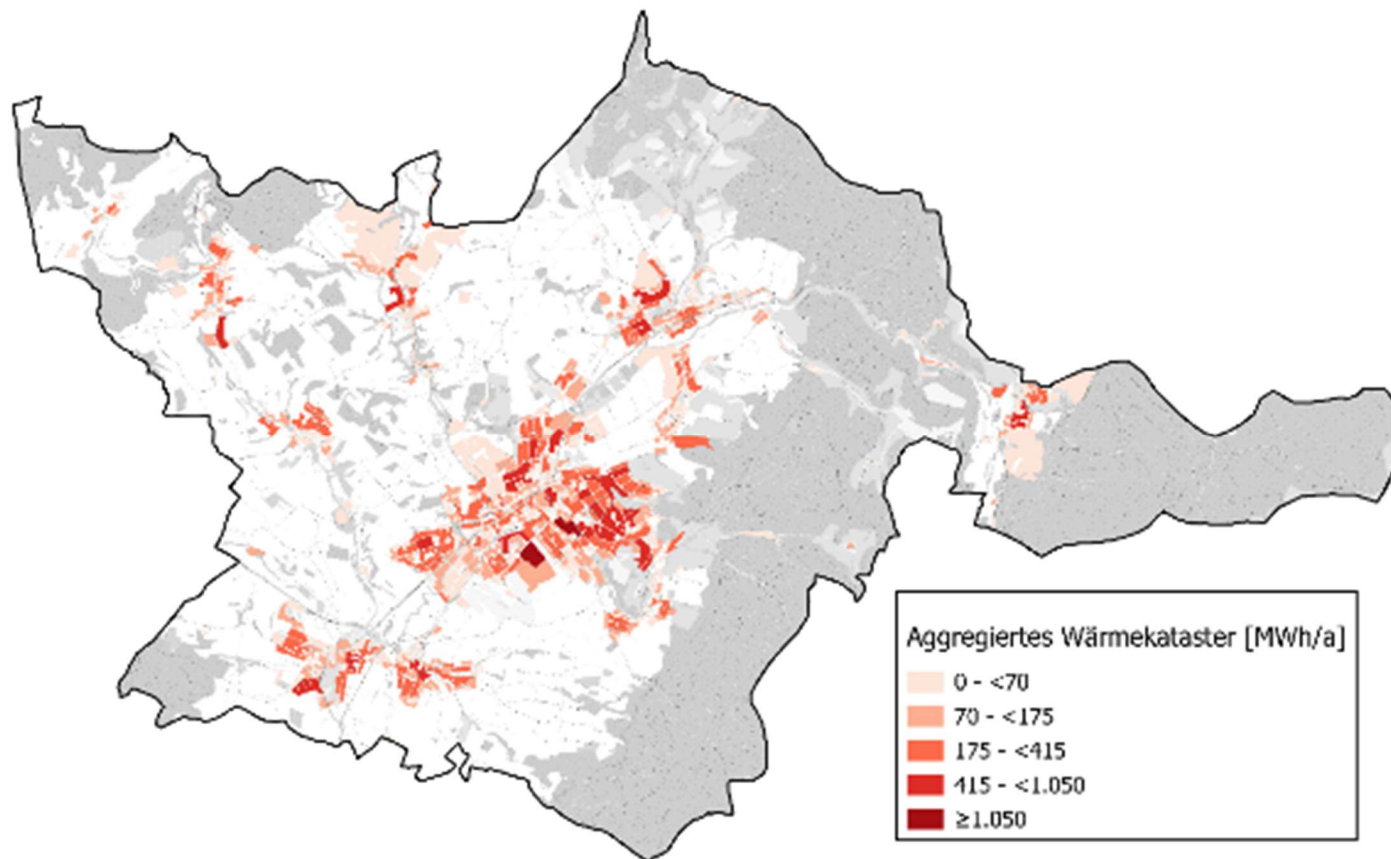 Aggregiertes Wärmekataster [MWh/a]
0 - <70
70 - <175
175 - <415
415 - <1.050
≥1.050